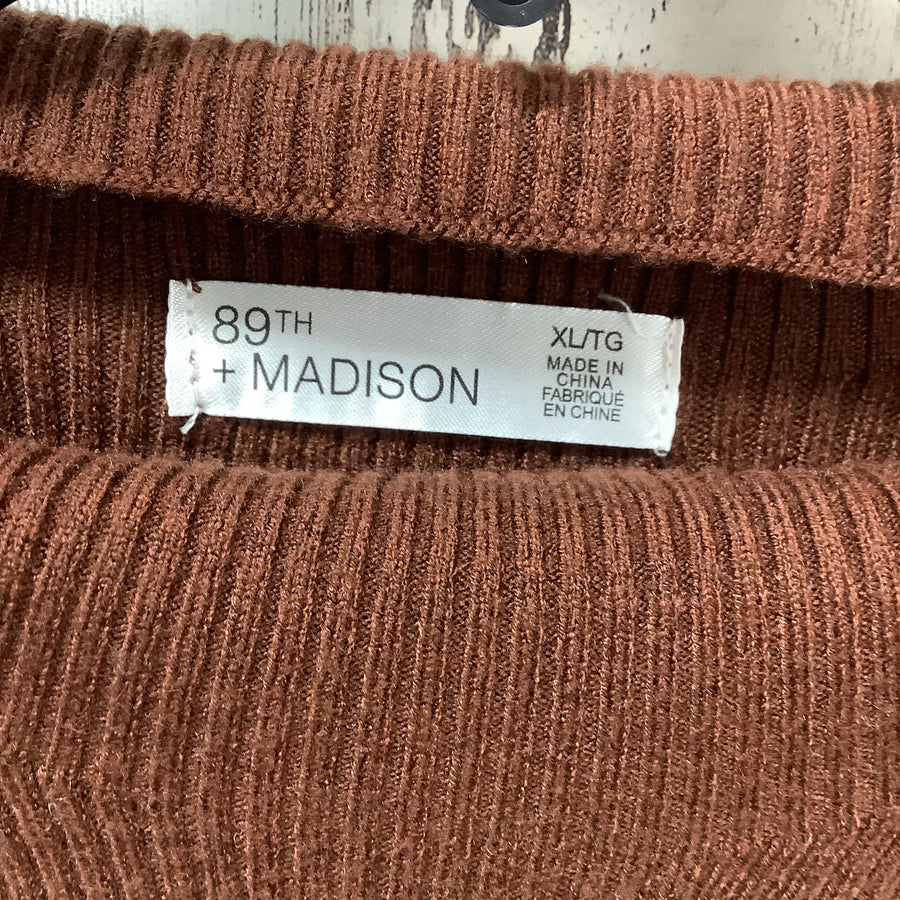 89TH
+ MADISON
XL/TG
MADE IN
CHINA
FABRIQUÉ
EN CHINE